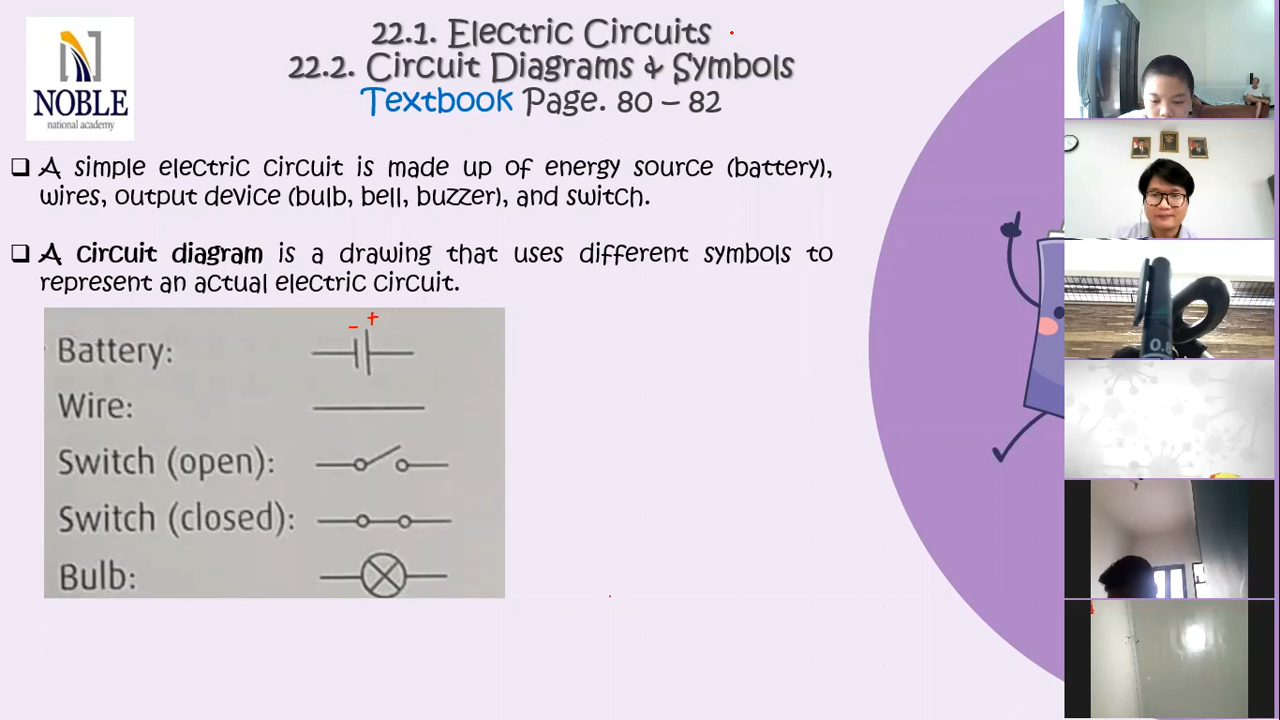 NOBLE
national academy
22.1. Electric Circuits
22.2. Circuit Diagrams & Symbols
Textbook Page. 80 – 82
❑ A simple electric circuit is made up of energy source (battery),
wires, output device (bulb, bell, buzzer), and switch.
❑ A circuit diagram is a drawing that uses different symbols to
represent an actual electric circuit.
- +
Battery:
Wire:
Switch (open):
Switch (closed):
Bulb: